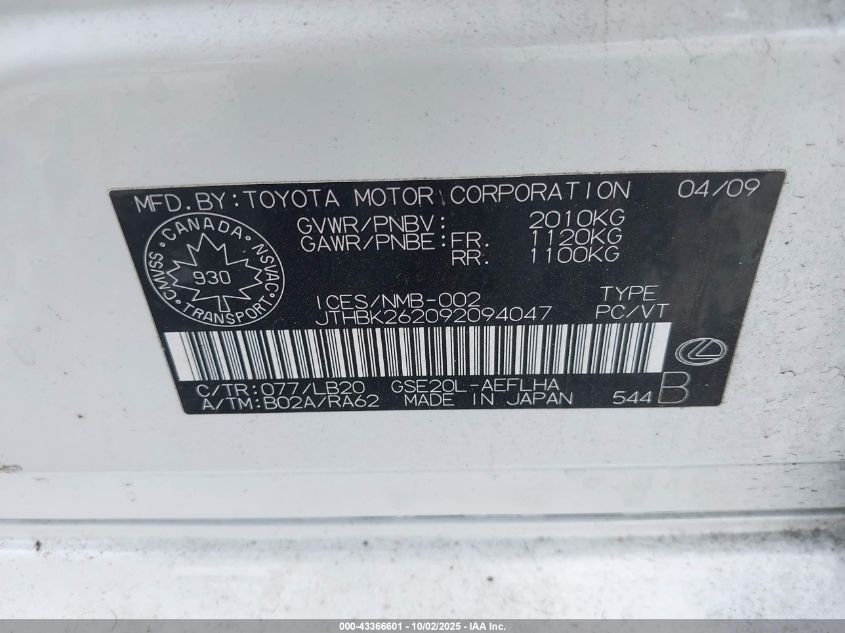 MFD.BY:TOYOTA MOTOR CORPORATION 04/09
GVWR/PNBV: 2010KG
GAWR/PNBE:FR. 1120KG
RR. 1100KG
CANADA
CMVSS NSVAC
930
TRANSPORT
ICES/NMB-002 TYPE
JTHBK262092094047 PC/VT
C/TR:077/LB20 GSE20L-AEFLHA
A/TM:B02A/RA62 MADE IN JAPAN 544 B
000-43366601 - 10/02/2025 - IAA Inc.